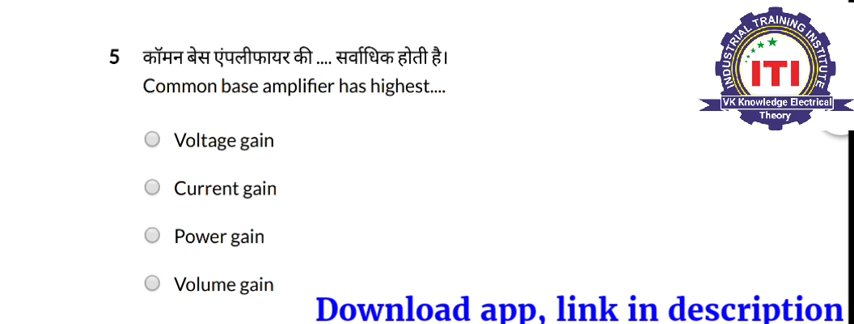 5 कॉमन बेस एंपलीफायर की .... सर्वाधिक होती है।
Common base amplifier has highest....
Voltage gain
Current gain
Power gain
Volume gain
INDUSTRIAL TRAINING INSTITUTE
ITI
VK Knowledge Electrical
Theory
Download app, link in description